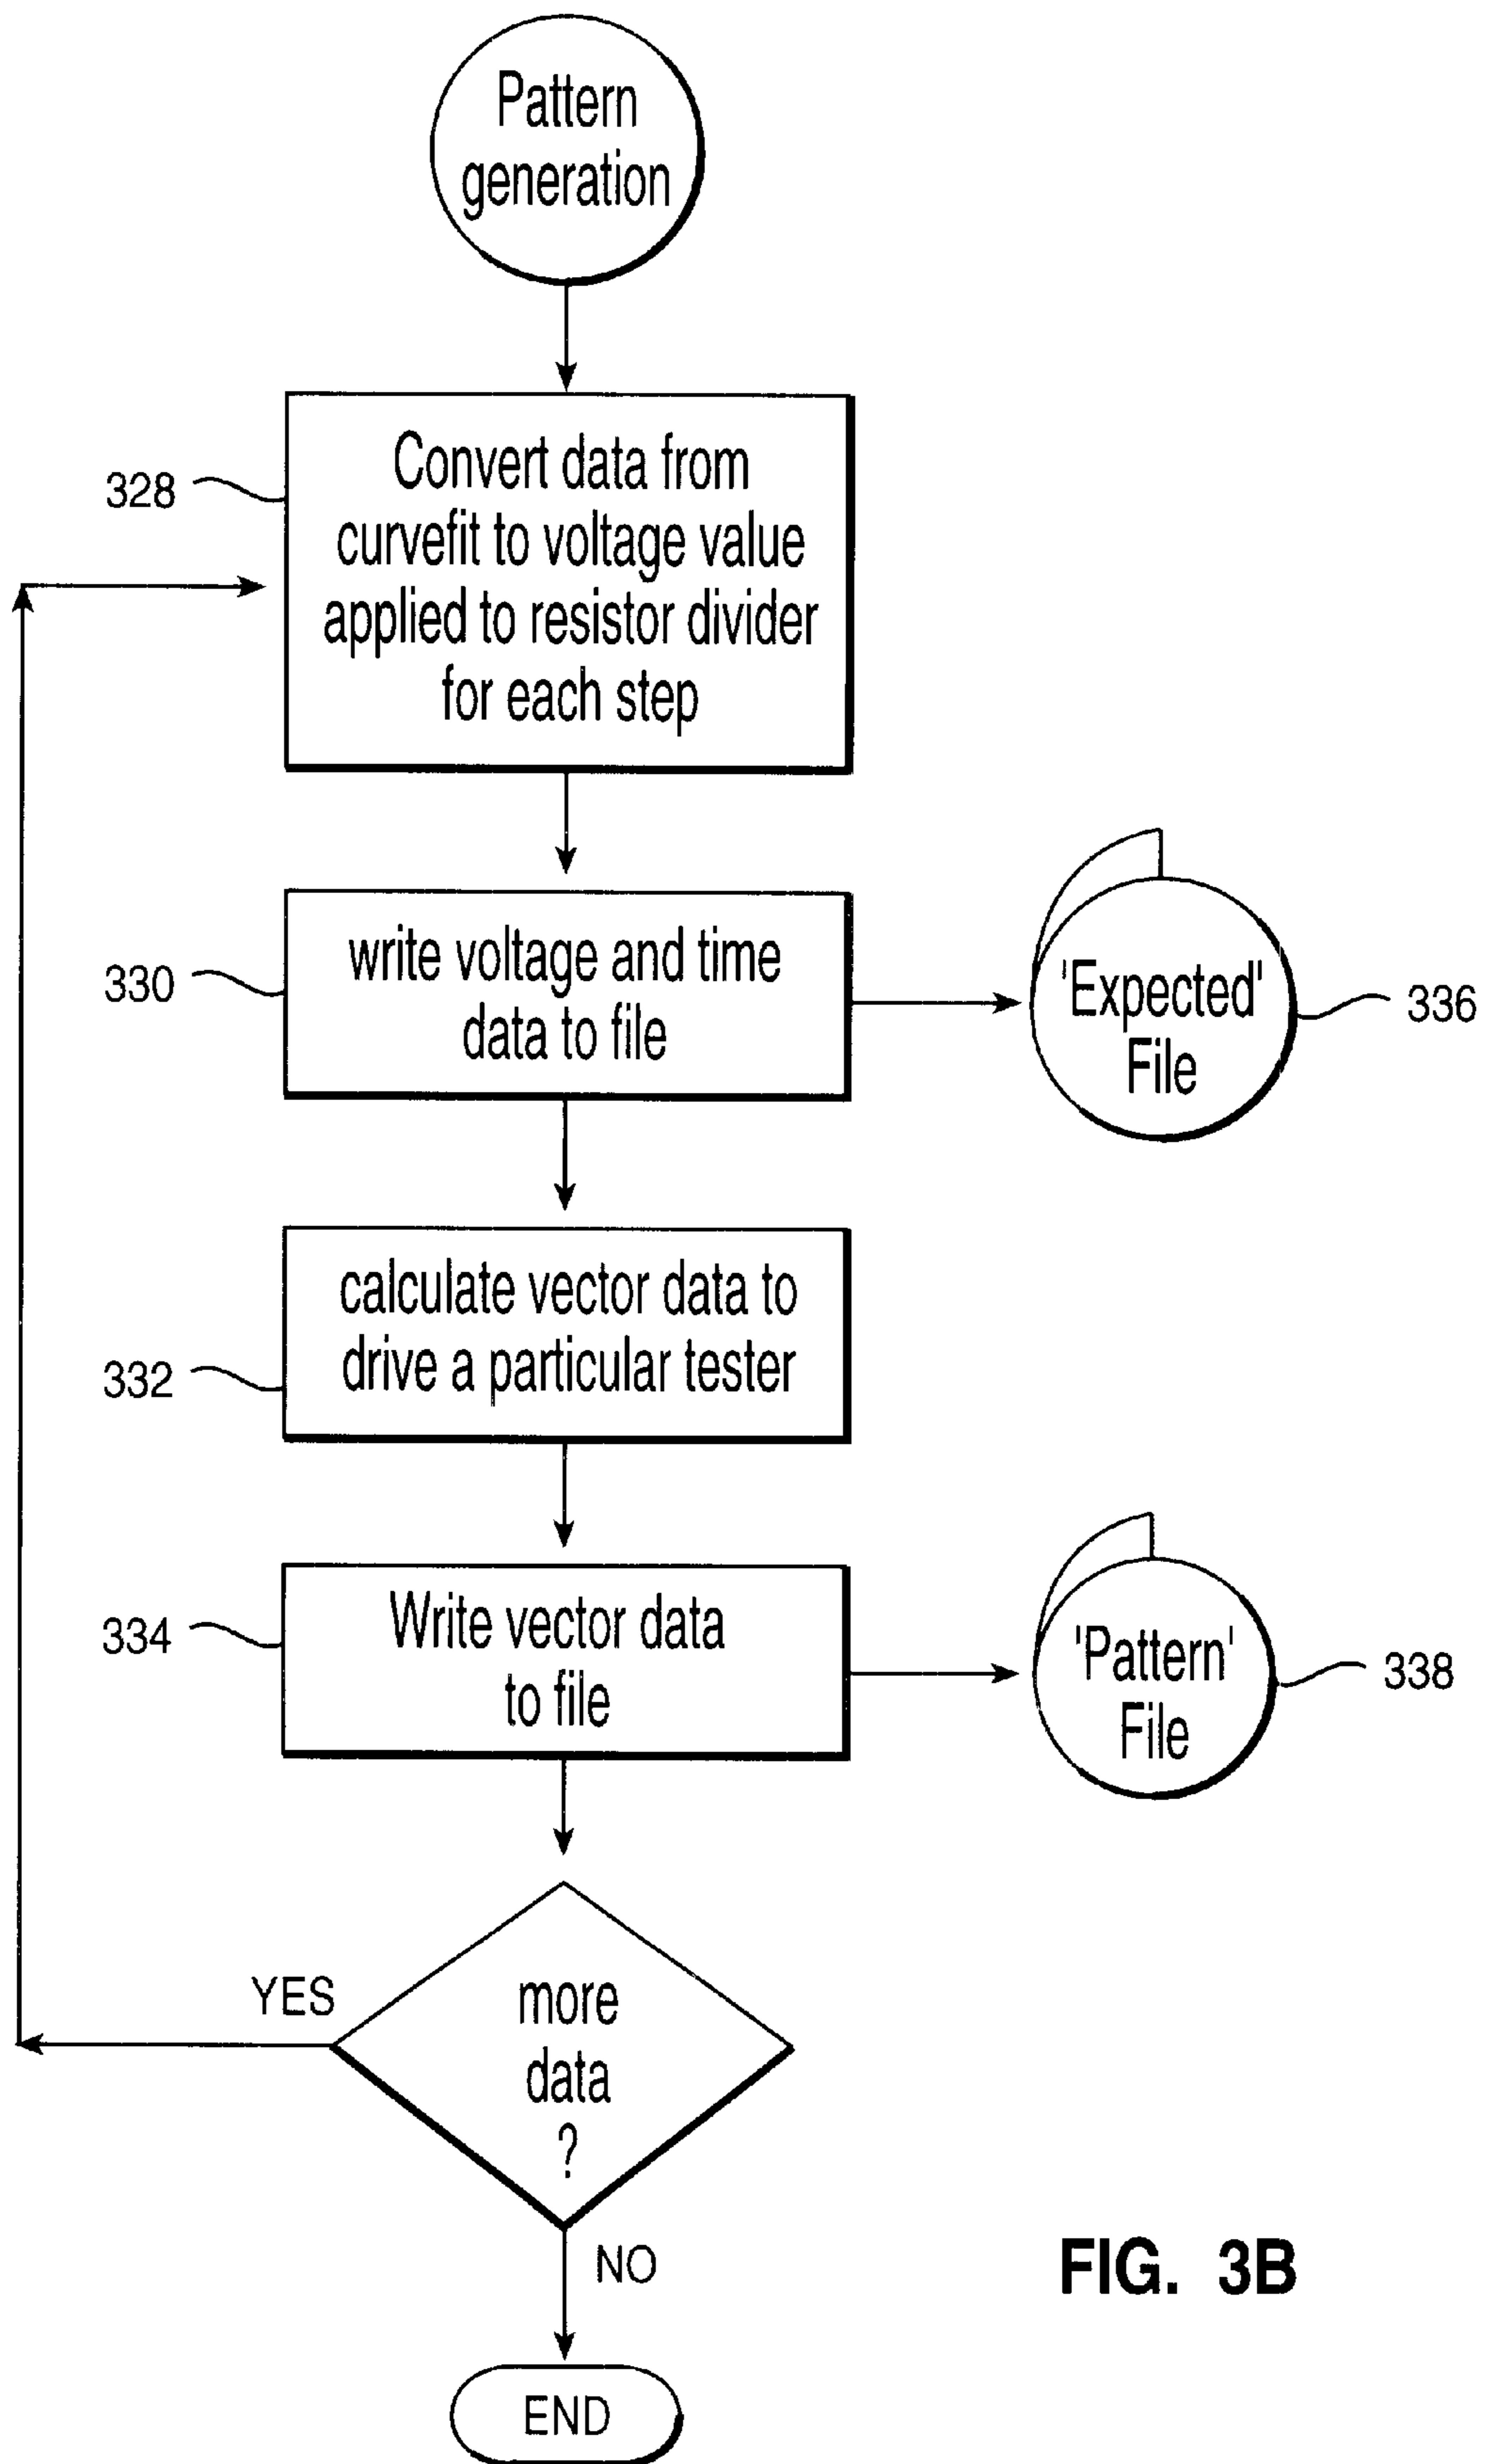 Pattern
generation
328
Convert data from
curvefit to voltage value
applied to resistor divider
for each step
330
write voltage and time
data to file
'Expected'
File
336
332
calculate vector data to
drive a particular tester
334
Write vector data
to file
'Pattern'
File
338
YES
more
data
?
NO
FIG. 3B
END